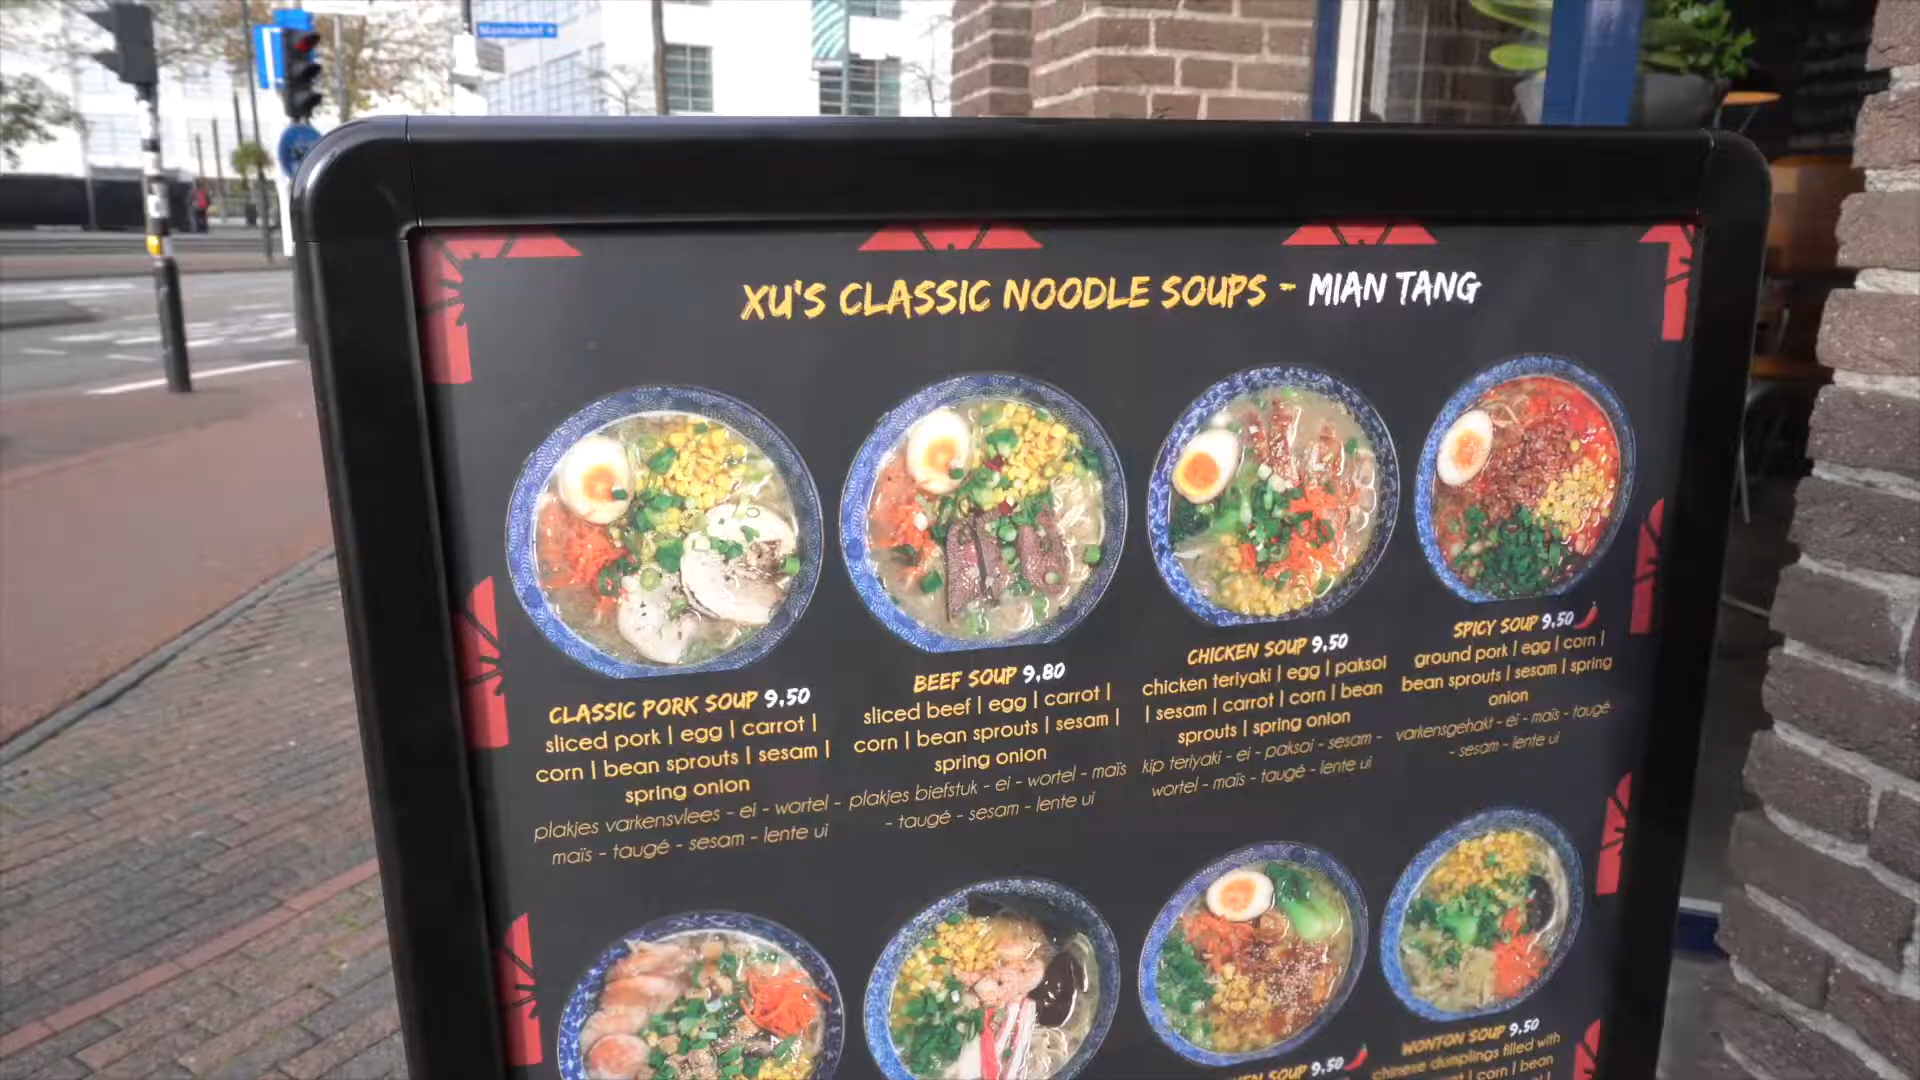 Maximahof
XU'S CLASSIC NOODLE SOUPS - MIAN TANG
CLASSIC PORK SOUP 9,50
sliced pork | egg | carrot |
corn | bean sprouts | sesam |
spring onion
plakjes varkensvlees - ei - wortel -
maïs - taugé - sesam - lente ui
BEEF SOUP 9,80
sliced beef | egg | carrot |
corn | bean sprouts | sesam |
spring onion
plakjes biefstuk - ei - wortel - maïs
- taugé - sesam - lente ui
CHICKEN SOUP 9,50
chicken teriyaki | egg | paksoi
| sesam | carrot | corn | bean
sprouts | spring onion
kip teriyaki - ei - paksoi - sesam -
wortel - maïs - taugé - lente ui
SPICY SOUP 9,50
ground pork | egg | corn |
bean sprouts | sesam | spring
onion
varkensgehakt - ei - maïs - taugé
- sesam - lente ui
SOUP 9,50
WONTON SOUP 9,50
chinese dumplings filled with
| corn | bean